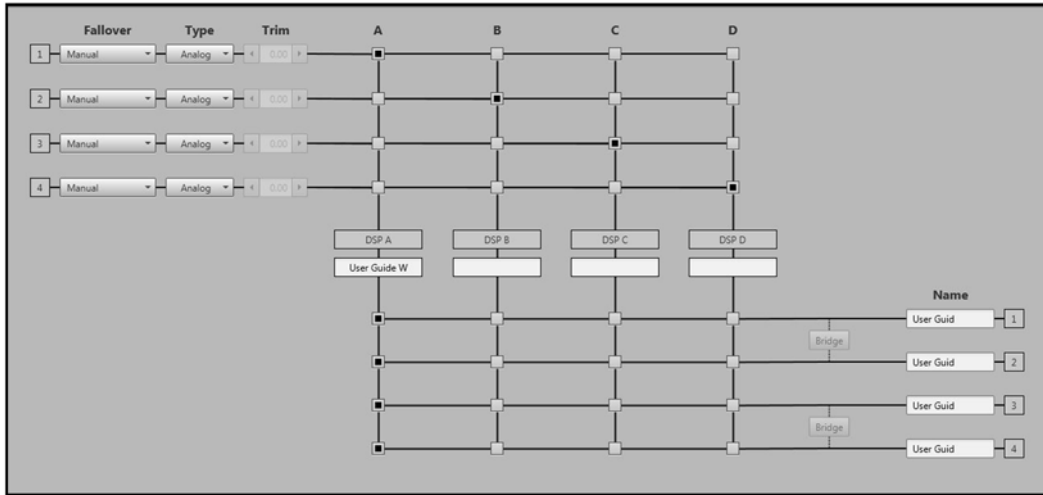 Fallover Type Trim A B C D
1 Manual Analog 0.00
2 Manual Analog 0.00
3 Manual Analog 0.00
4 Manual Analog 0.00
DSP A DSP B DSP C DSP D
User Guide W
Name
User Guid 1
Bridge
User Guid 2
User Guid 3
Bridge
User Guid 4